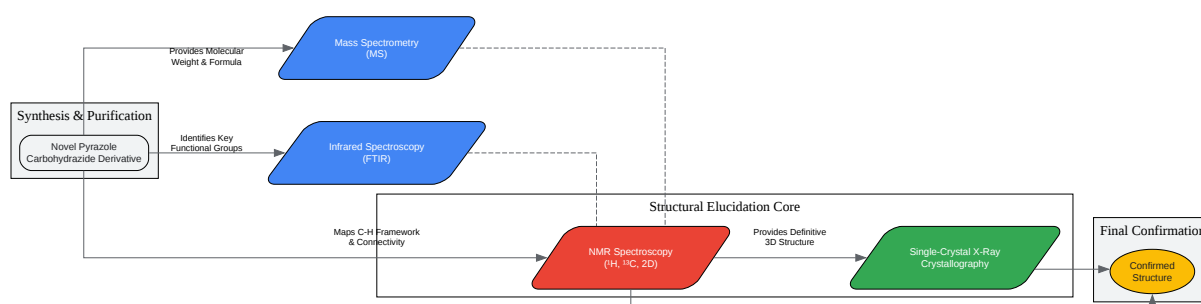 Mass Spectrometry
(MS)
Provides Molecular
Weight & Formula
Synthesis & Purification
Novel Pyrazole
Carbohydrazide Derivative
Identifies Key
Functional Groups
Infrared Spectroscopy
(FTIR)
Structural Elucidation Core
Maps C-H Framework
& Connectivity
NMR Spectroscopy
(¹H, ¹³C, 2D)
Provides Definitive
3D Structure
Single-Crystal X-Ray
Crystallography
Final Confirmation
Confirmed
Structure